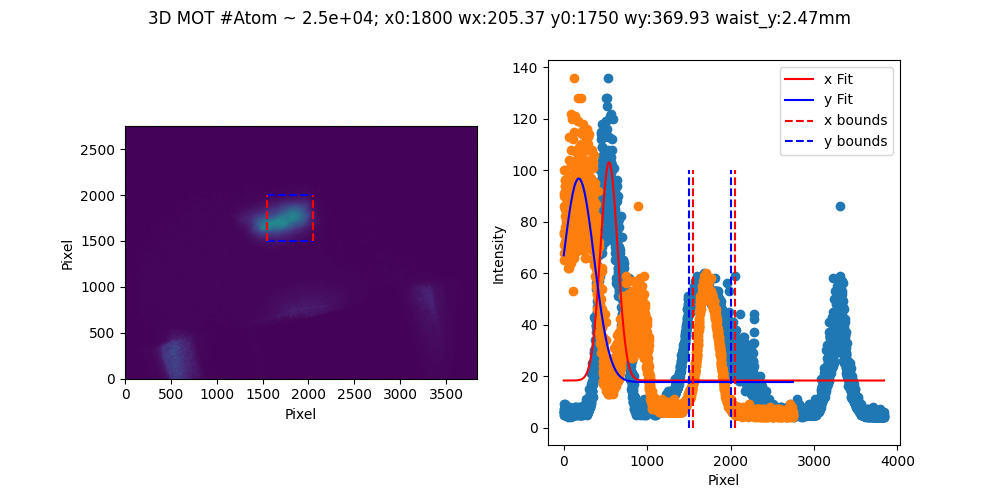 3D MOT #Atom ~ 2.5e+04; x0:1800 wx:205.37 y0:1750 wy:369.93 waist_y:2.47mm
2500
2000
1500
1000
500
0
Pixel
0 500 1000 1500 2000 2500 3000 3500
Pixel
140
120
100
80
60
40
20
0
Intensity
0 1000 2000 3000 4000
Pixel
x Fit
y Fit
x bounds
y bounds